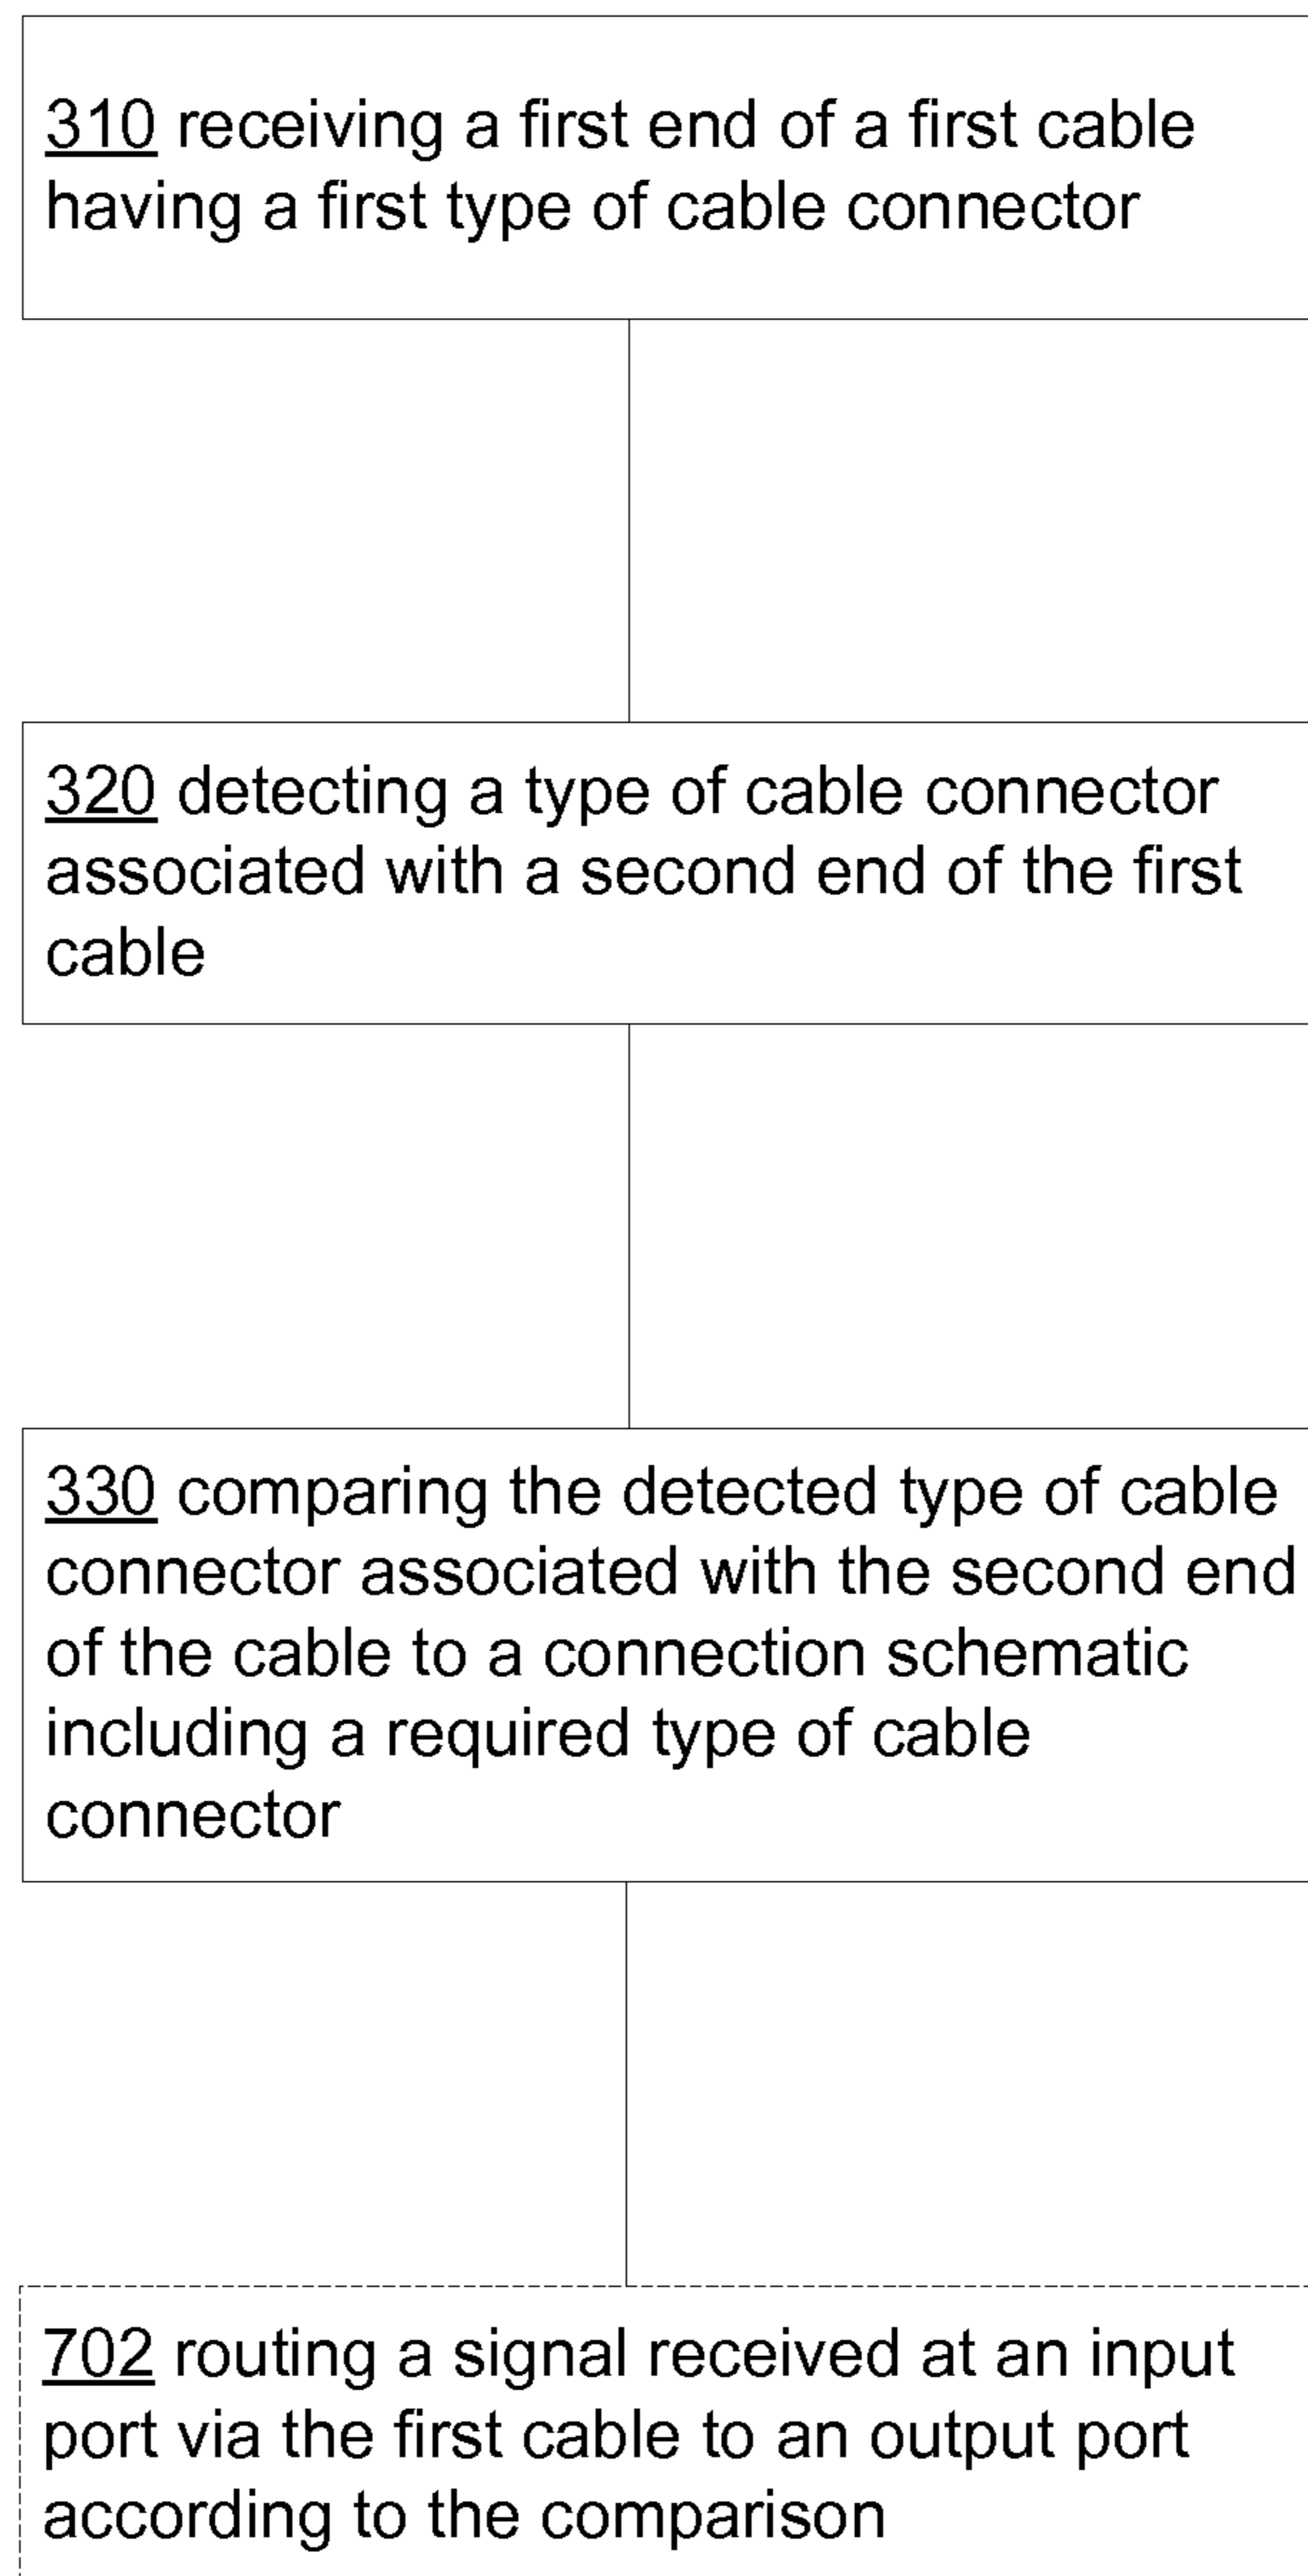 310 receiving a first end of a first cable
having a first type of cable connector
320 detecting a type of cable connector
associated with a second end of the first
cable
330 comparing the detected type of cable
connector associated with the second end
of the cable to a connection schematic
including a required type of cable
connector
702 routing a signal received at an input
port via the first cable to an output port
according to the comparison